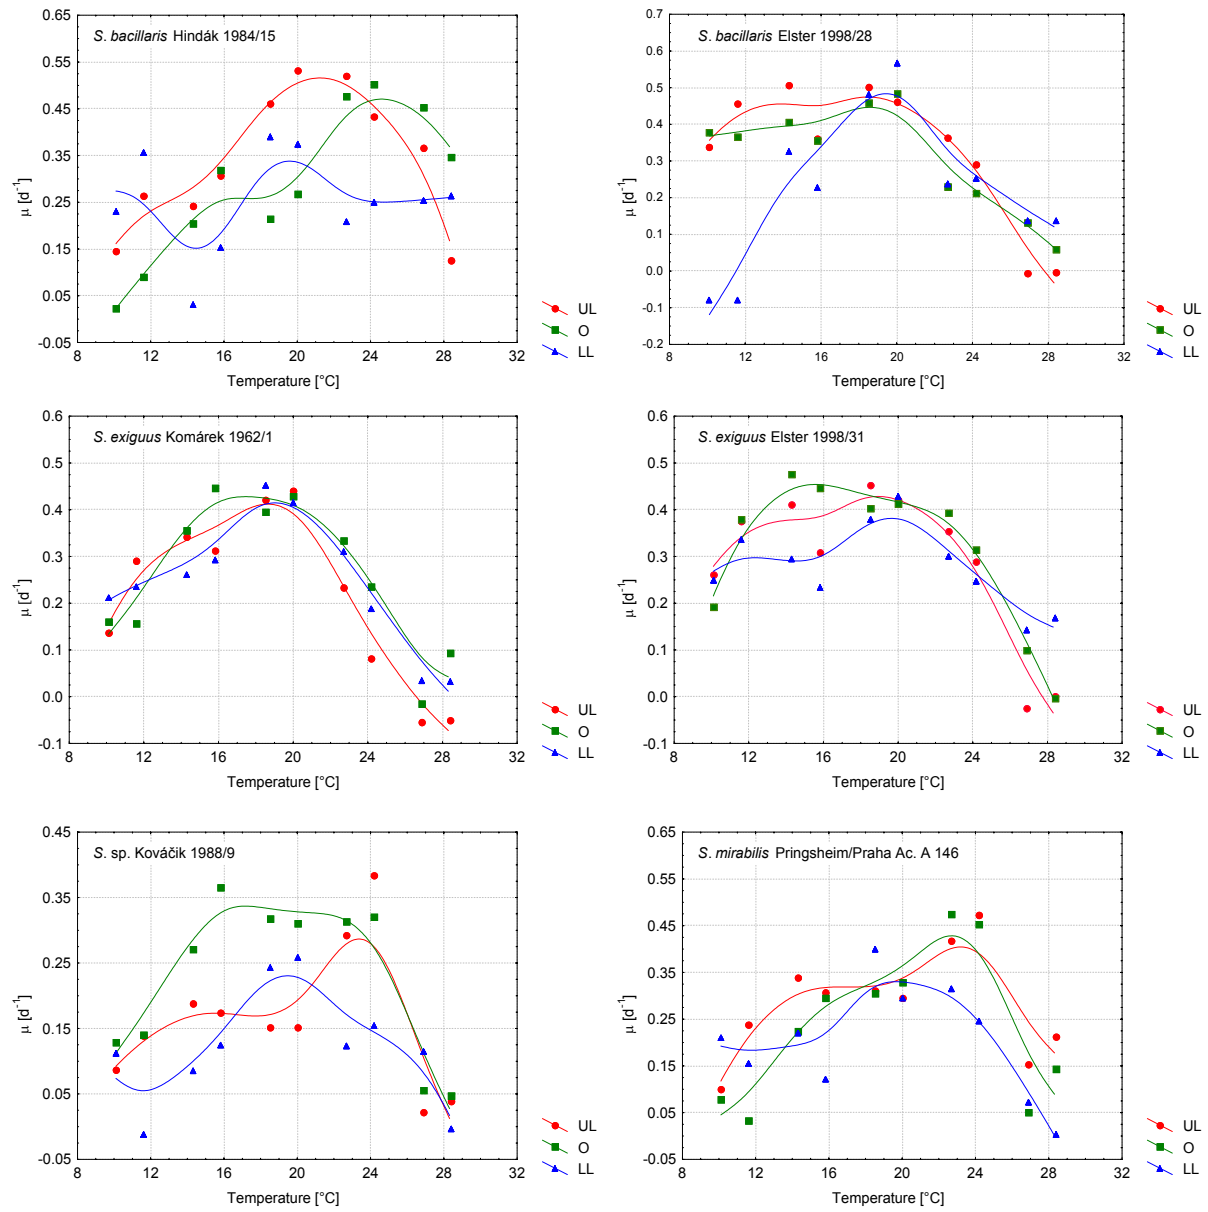 S. bacillaris Hindák 1984/15
0.65
0.55
0.45
0.35
0.25
0.15
0.05
-0.05
μ [d⁻¹]
8 12 16 20 24 28 32
Temperature [°C]
UL
O
LL
S. bacillaris Elster 1998/28
0.7
0.6
0.5
0.4
0.3
0.2
0.1
0.0
-0.1
-0.2
μ [d⁻¹]
8 12 16 20 24 28 32
Temperature [°C]
UL
O
LL
S. exiguus Komárek 1962/1
0.6
0.5
0.4
0.3
0.2
0.1
0.0
-0.1
μ [d⁻¹]
8 12 16 20 24 28 32
Temperature [°C]
UL
O
LL
S. exiguus Elster 1998/31
0.6
0.5
0.4
0.3
0.2
0.1
0.0
-0.1
μ [d⁻¹]
8 12 16 20 24 28 32
Temperature [°C]
UL
O
LL
S. sp. Kováčik 1988/9
0.45
0.35
0.25
0.15
0.05
-0.05
μ [d⁻¹]
8 12 16 20 24 28 32
Temperature [°C]
UL
O
LL
S. mirabilis Pringsheim/Praha Ac. A 146
0.65
0.55
0.45
0.35
0.25
0.15
0.05
-0.05
μ [d⁻¹]
8 12 16 20 24 28 32
Temperature [°C]
UL
O
LL